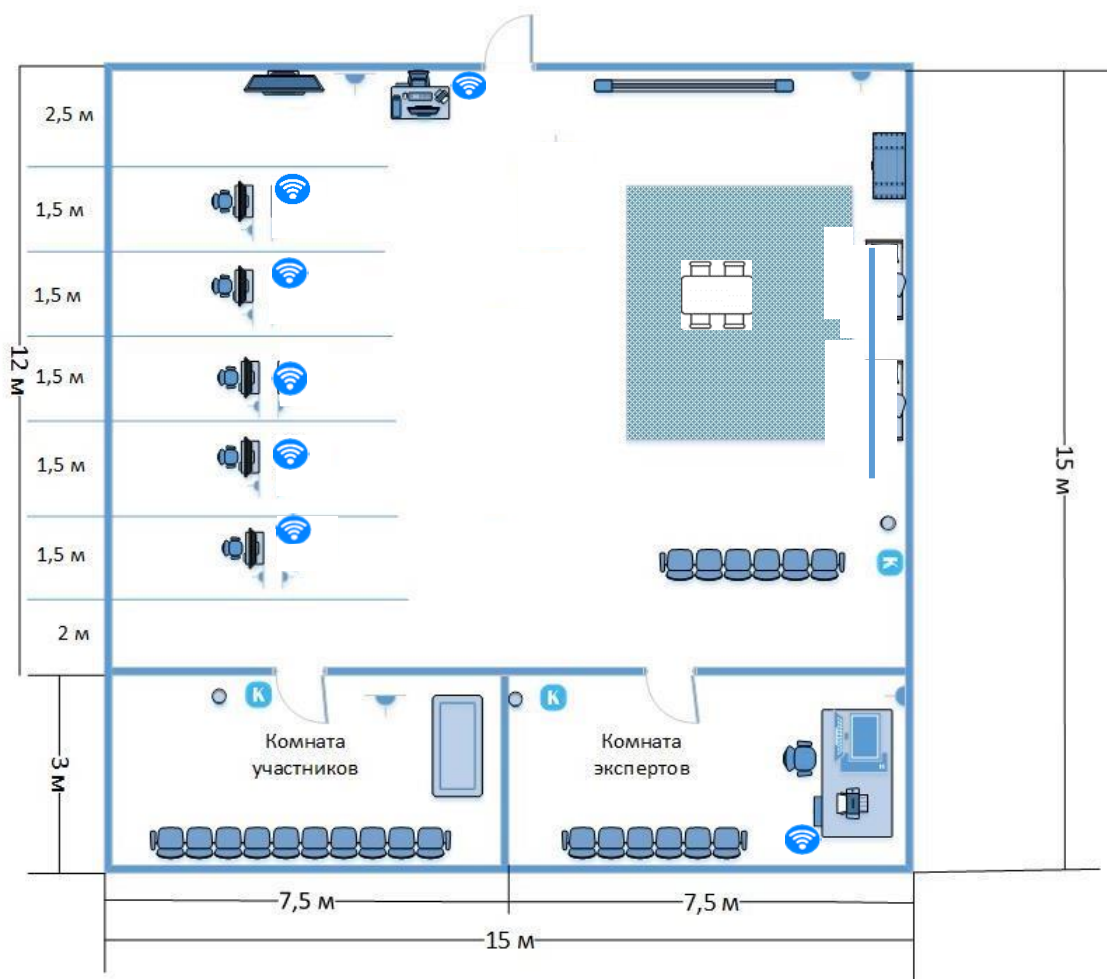 2,5 м
1,5 м
1,5 м
12 м
1,5 м
1,5 м
15 м
1,5 м
K
2 м
K
K
Комната
участников
Комната
экспертов
3 м
7,5 м
7,5 м
15 м